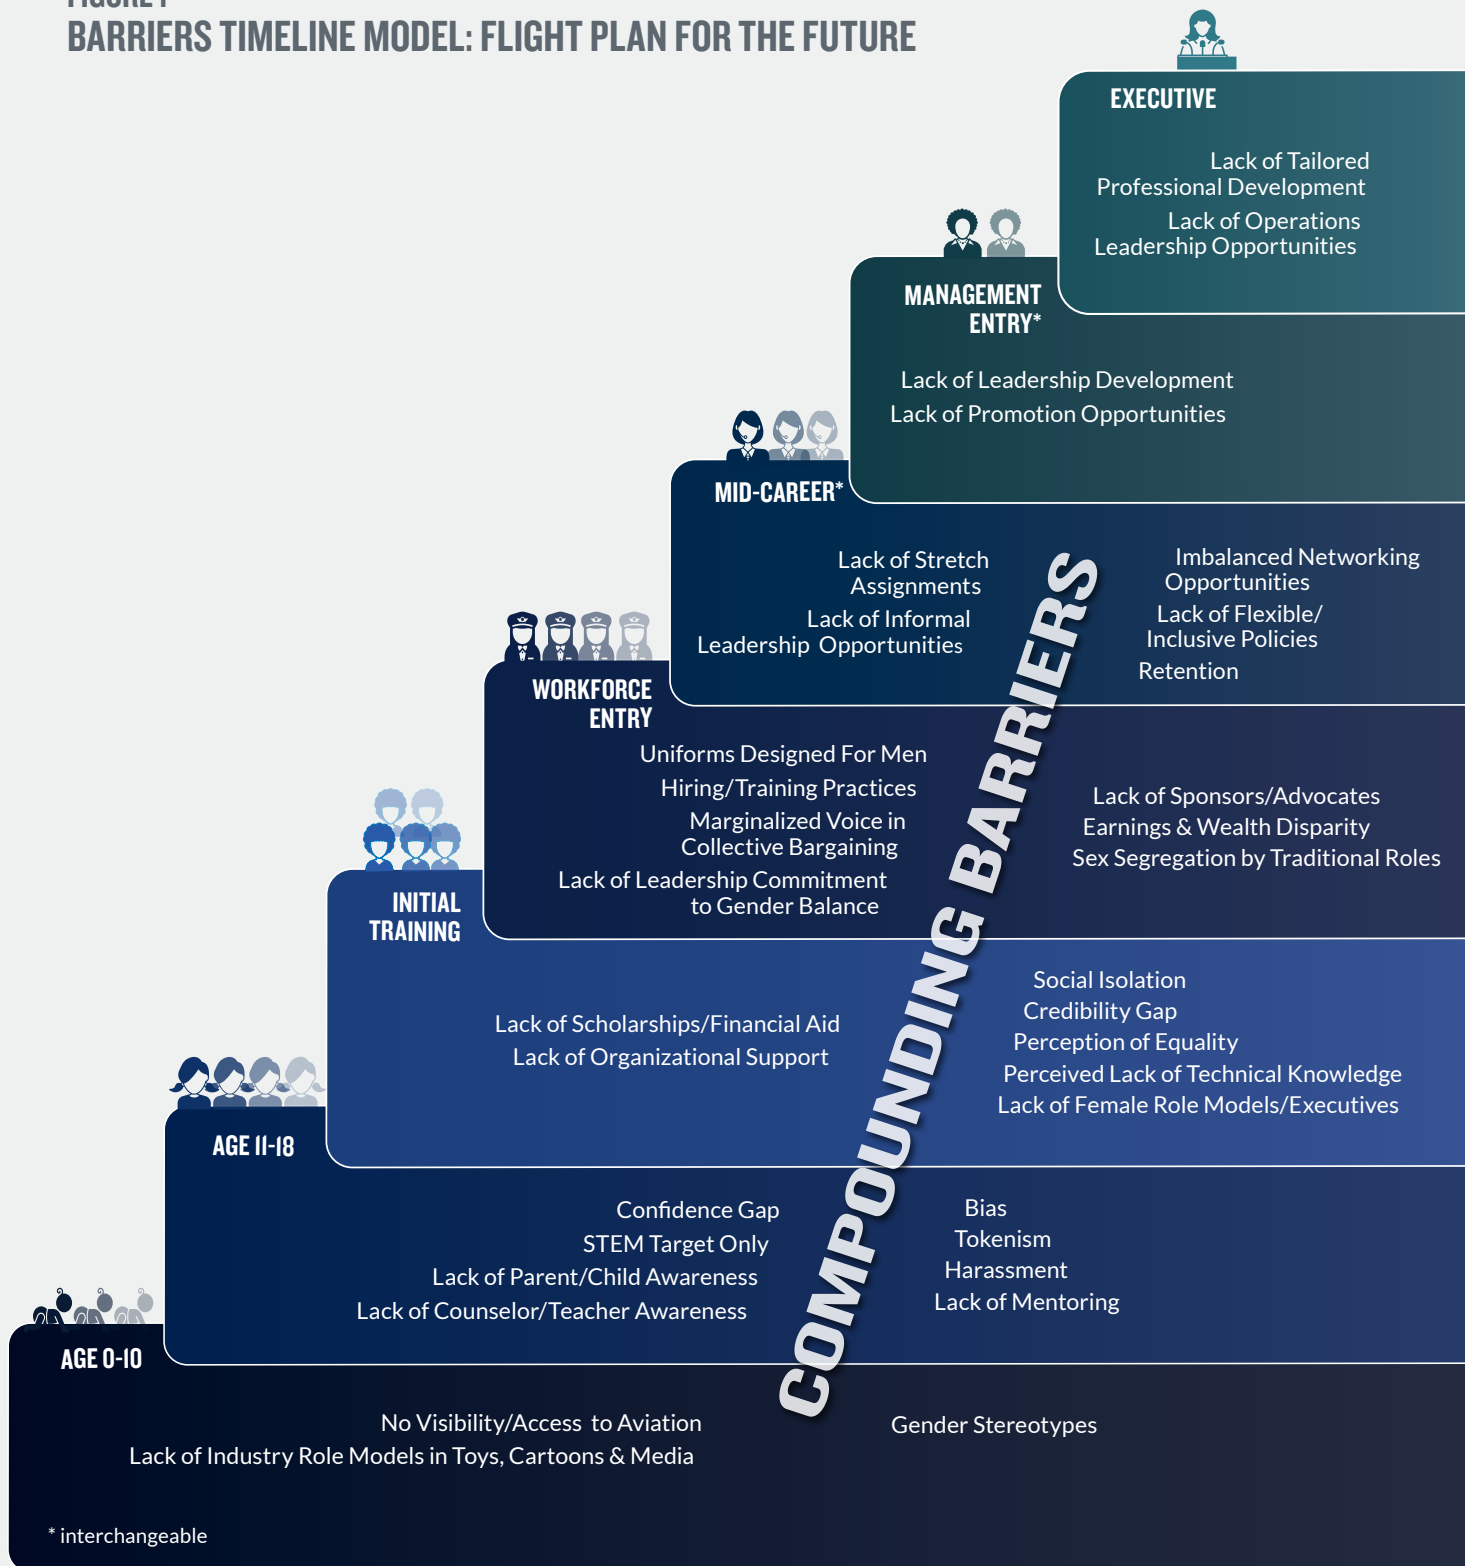 FIGURE 1
BARRIERS TIMELINE MODEL: FLIGHT PLAN FOR THE FUTURE
EXECUTIVE
Lack of Tailored
Professional Development
Lack of Operations
Leadership Opportunities
MANAGEMENT
ENTRY*
Lack of Leadership Development
Lack of Promotion Opportunities
MID-CAREER*
Lack of Stretch
Assignments
Lack of Informal
Leadership Opportunities
Imbalanced Networking
Opportunities
Lack of Flexible/
Inclusive Policies
Retention
WORKFORCE
ENTRY
Uniforms Designed For Men
Hiring/Training Practices
Marginalized Voice in
Collective Bargaining
Lack of Leadership Commitment
to Gender Balance
Lack of Sponsors/Advocates
Earnings & Wealth Disparity
Sex Segregation by Traditional Roles
INITIAL
TRAINING
Lack of Scholarships/Financial Aid
Lack of Organizational Support
Social Isolation
Credibility Gap
Perception of Equality
Perceived Lack of Technical Knowledge
Lack of Female Role Models/Executives
AGE 11-18
Confidence Gap
STEM Target Only
Lack of Parent/Child Awareness
Lack of Counselor/Teacher Awareness
Bias
Tokenism
Harassment
Lack of Mentoring
AGE 0-10
No Visibility/Access to Aviation
Lack of Industry Role Models in Toys, Cartoons & Media
Gender Stereotypes
COMPOUNDING BARRIERS
* interchangeable